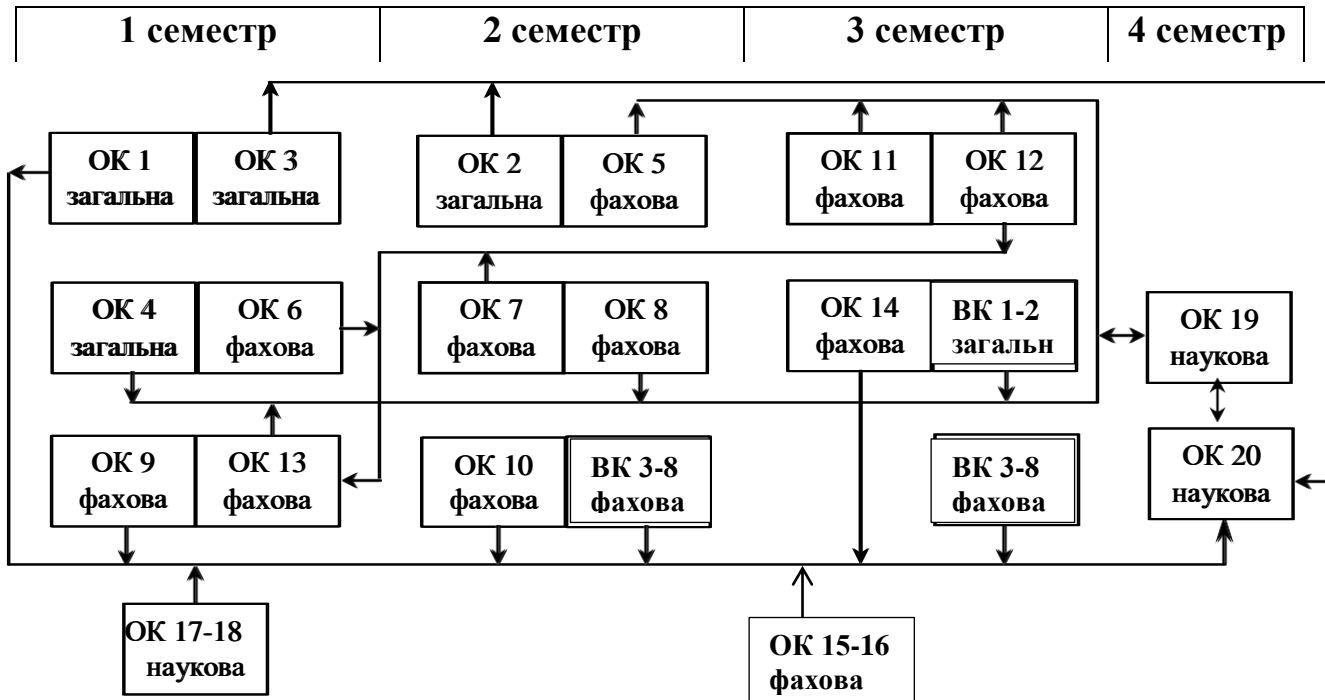 1 семестр
2 семестр
3 семестр
4 семестр
ОК 1
загальна
ОК 3
загальна
ОК 2
загальна
ОК 5
фахова
ОК 11
фахова
ОК 12
фахова
ОК 4
загальна
ОК 6
фахова
ОК 7
фахова
ОК 8
фахова
ОК 14
фахова
ВК 1-2
загальн
ОК 19
наукова
ОК 9
фахова
ОК 13
фахова
ОК 10
фахова
ВК 3-8
фахова
ВК 3-8
фахова
ОК 20
наукова
ОК 17-18
наукова
ОК 15-16
фахова